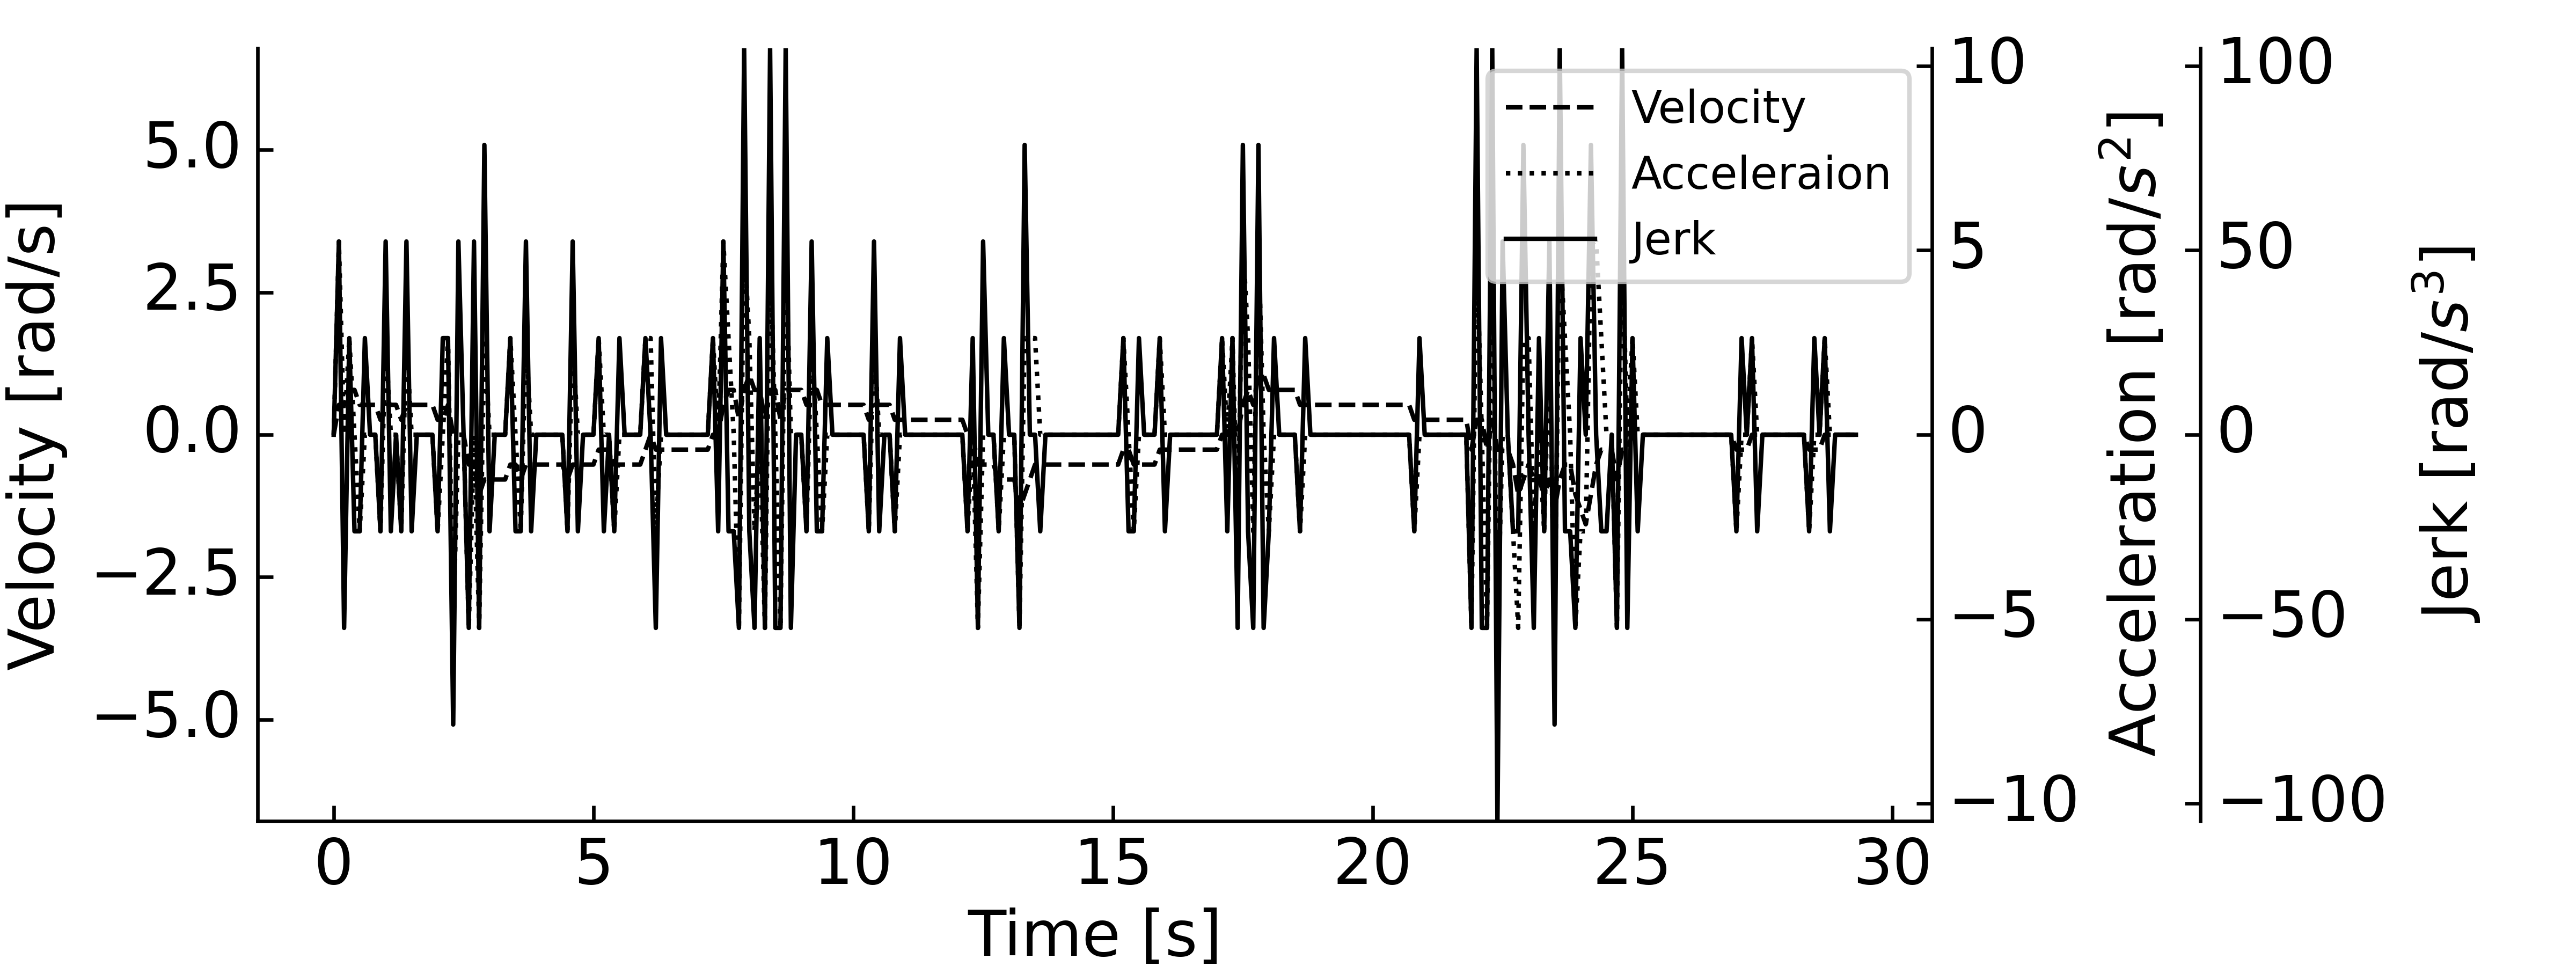 Velocity [rad/s]
5.0
2.5
0.0
−2.5
−5.0
Velocity
Acceleraion
Jerk
10
5
0
−5
−10
Acceleration [rad/s²]
100
50
0
−50
−100
Jerk [rad/s³]
0 5 10 15 20 25 30
Time [s]